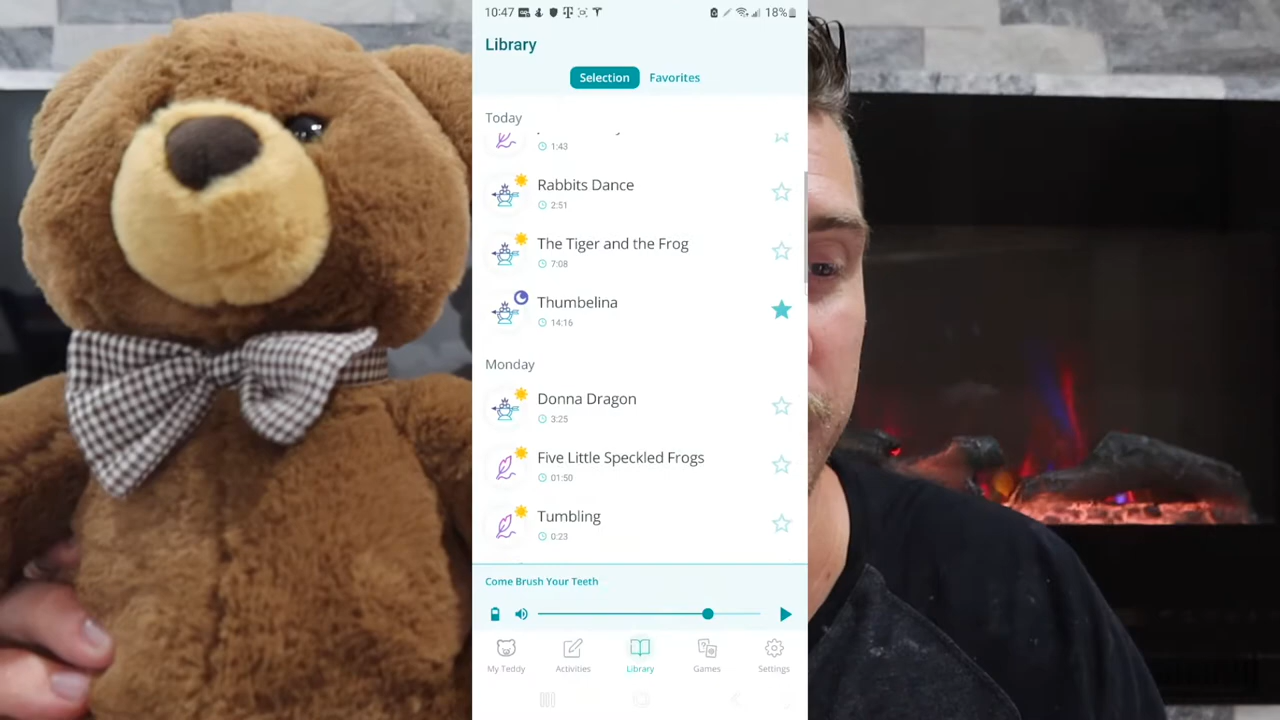 10:47
18%
Library
Selection Favorites
Today
1:43
Rabbits Dance
2:51
The Tiger and the Frog
7:08
Thumbelina
14:16
Monday
Donna Dragon
3:25
Five Little Speckled Frogs
01:50
Tumbling
0:23
Come Brush Your Teeth
My Teddy Activities Library Games Settings